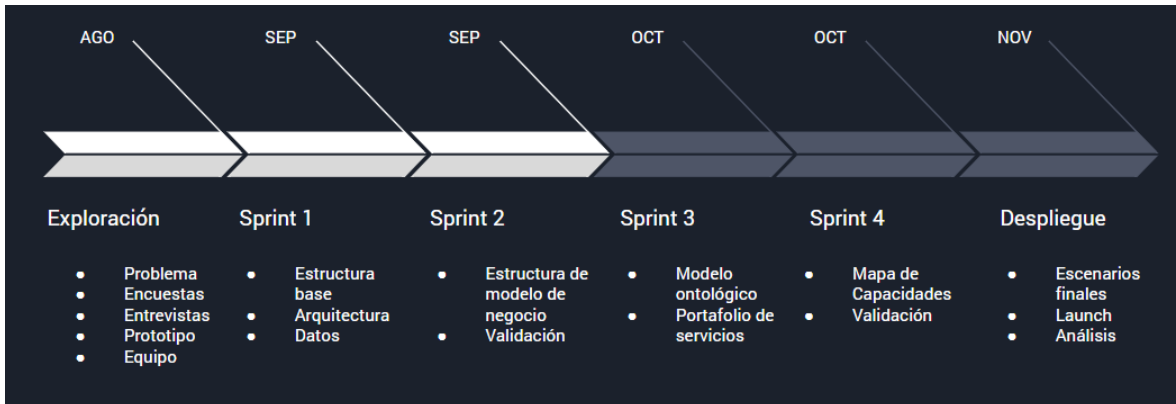 AGO
SEP
SEP
OCT
OCT
NOV
Exploración
Sprint 1
Sprint 2
Sprint 3
Sprint 4
Despliegue
● Problema
● Encuestas
● Entrevistas
● Prototipo
● Equipo
● Estructura
base
● Arquitectura
● Datos
● Estructura de
modelo de
negocio
● Validación
● Modelo
ontológico
● Portafolio de
servicios
● Mapa de
Capacidades
● Validación
● Escenarios
finales
● Launch
● Análisis